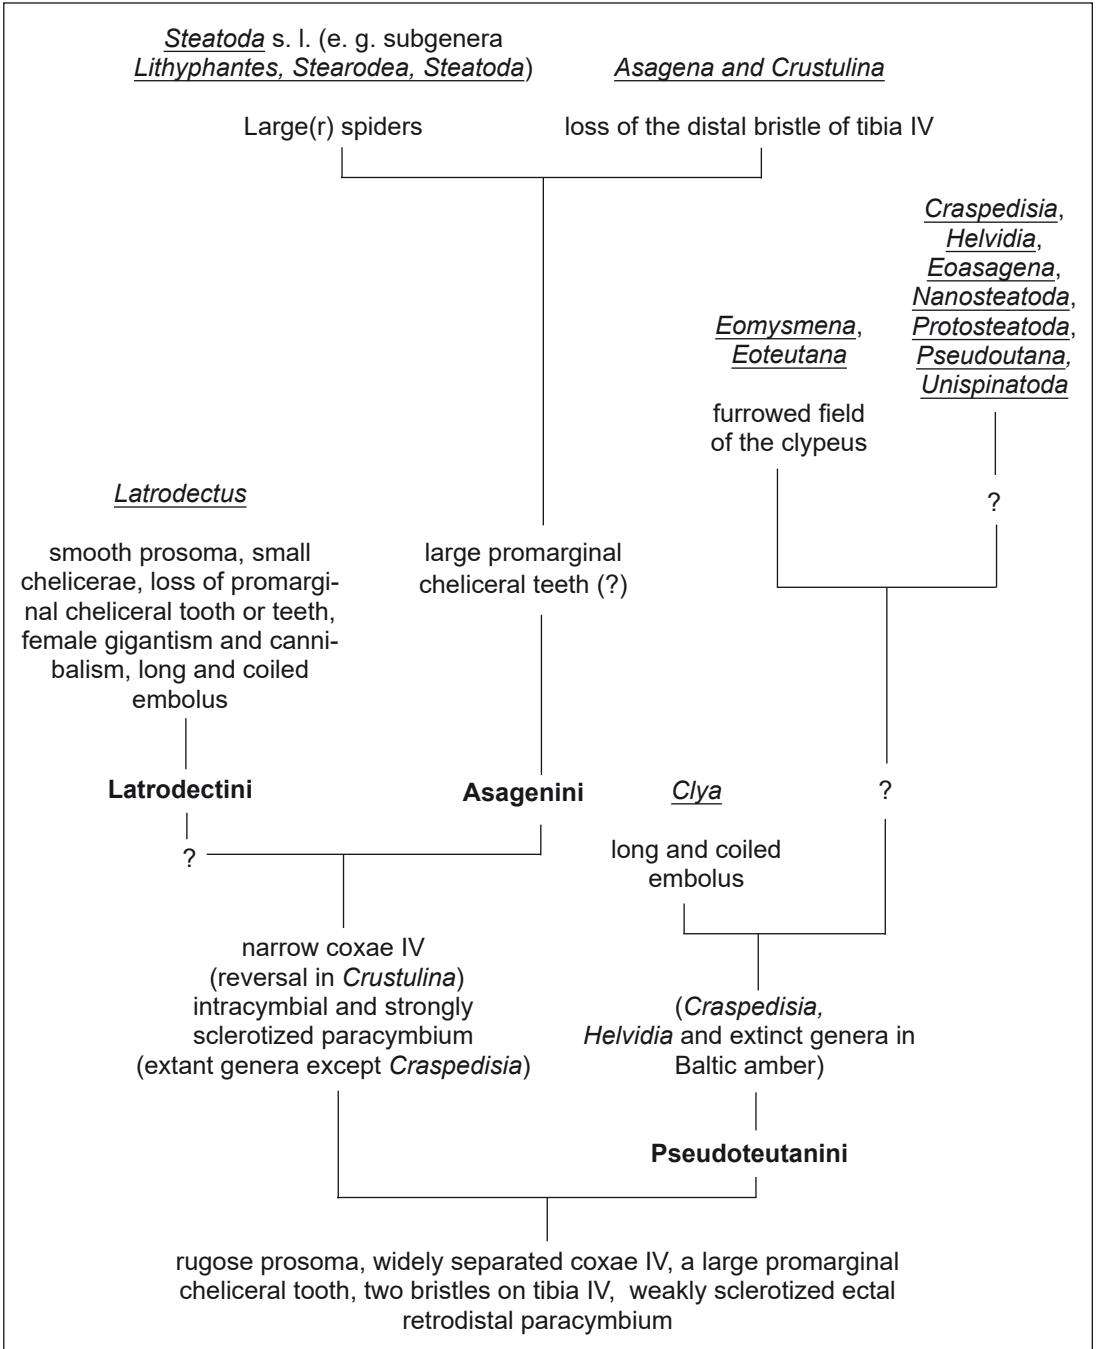 Steatoda s. l. (e. g. subgenera
Lithyphantes, Stearodea, Steatoda)
Large(r) spiders
Asagena and Crustulina
loss of the distal bristle of tibia IV
Craspedisia,
Helvidia,
Eoasagena,
Nanosteatoda,
Protosteatoda,
Pseudoutana,
Unispinatoda
?
Eomysmena,
Eoteutana
furrowed field
of the clypeus
Latrodectus
smooth prosoma, small
chelicerae, loss of promargi-
nal cheliceral tooth or teeth,
female gigantism and canni-
balism, long and coiled
embolus
large promarginal
cheliceral teeth (?)
Latrodectini
?
Asagenini
Clya
long and coiled
embolus
?
narrow coxae IV
(reversal in Crustulina)
intracymbial and strongly
sclerotized paracymbium
(extant genera except Craspedisia)
(Craspedisia,
Helvidia and extinct genera in
Baltic amber)
Pseudoteutanini
rugose prosoma, widely separated coxae IV, a large promarginal
cheliceral tooth, two bristles on tibia IV, weakly sclerotized ectal
retrodistal paracymbium